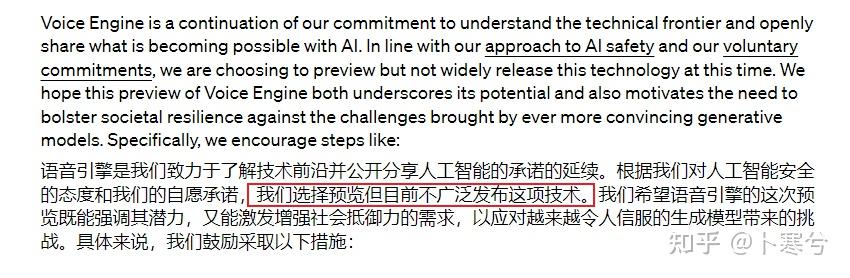 Voice Engine is a continuation of our commitment to understand the technical frontier and openly
share what is becoming possible with AI. In line with our approach to AI safety and our voluntary
commitments, we are choosing to preview but not widely release this technology at this time. We
hope this preview of Voice Engine both underscores its potential and also motivates the need to
bolster societal resilience against the challenges brought by ever more convincing generative
models. Specifically, we encourage steps like:
语音引擎是我们致力于了解技术前沿并公开分享人工智能的承诺的延续。根据我们对人工智能安全
的态度和我们的自愿承诺，我们选择预览但目前不广泛发布这项技术。我们希望语音引擎的这次预
览既能强调其潜力，又能激发增强社会抵御力的需求，以应对越来越令人信服的生成模型带来的挑
战。具体来说，我们鼓励采取以下措施：
知乎 @卜寒兮